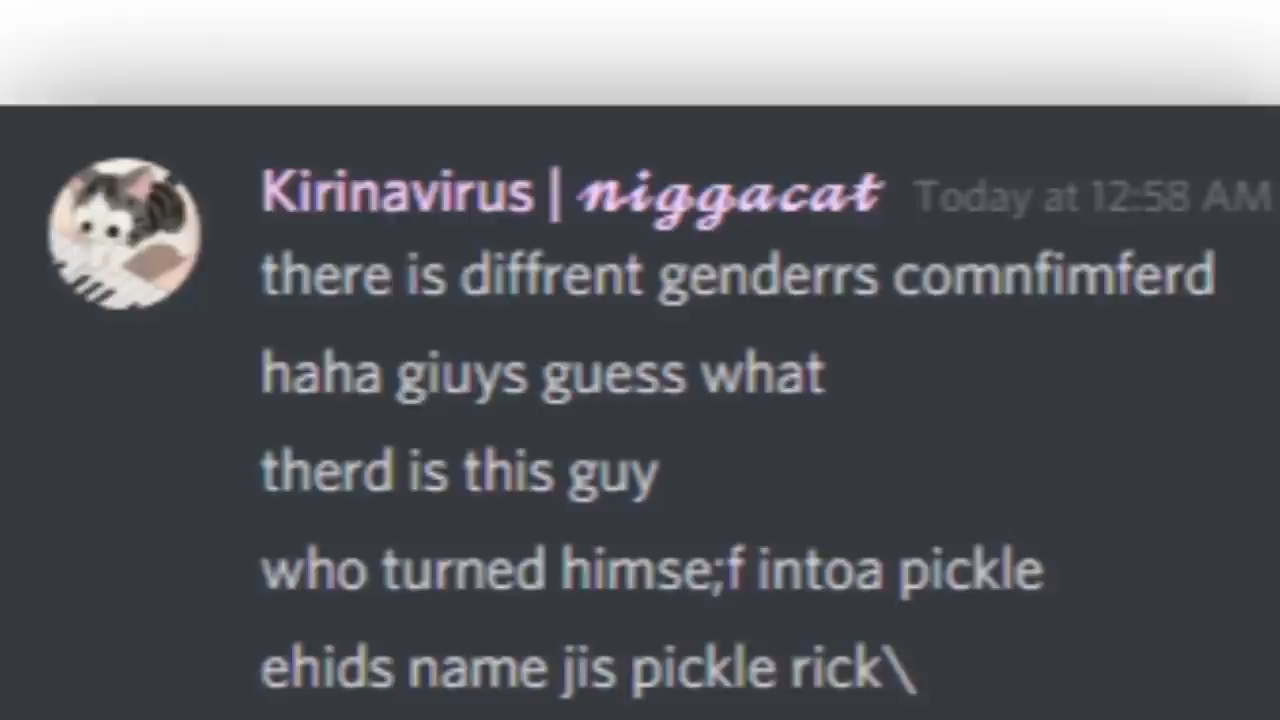 Kirinavirus | niggacat Today at 12:58 AM
there is diffrent genderrs comnfimferd
haha giuys guess what
therd is this guy
who turned himse;f intoa pickle
ehids name jis pickle rick\